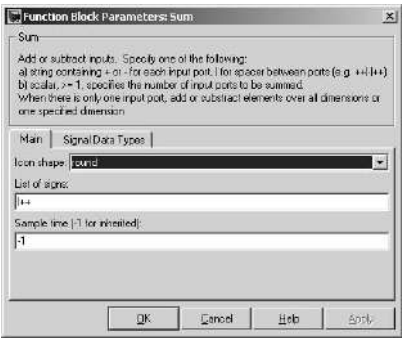 Function Block Parameters: Sum
Sum
Add or subtract inputs. Specify one of the following:
a) string containing + or - for each input port, | for spacer between ports (e.g. ++|-|++)
b) scalar, >= 1, specifies the number of input ports to be summed.
When there is only one input port, add or subtract elements over all dimensions or
one specified dimension
Main
Signal Data Types
Icon shape: round
List of signs:
|++
Sample time (-1 for inherited):
-1
OK
Cancel
Help
Apply